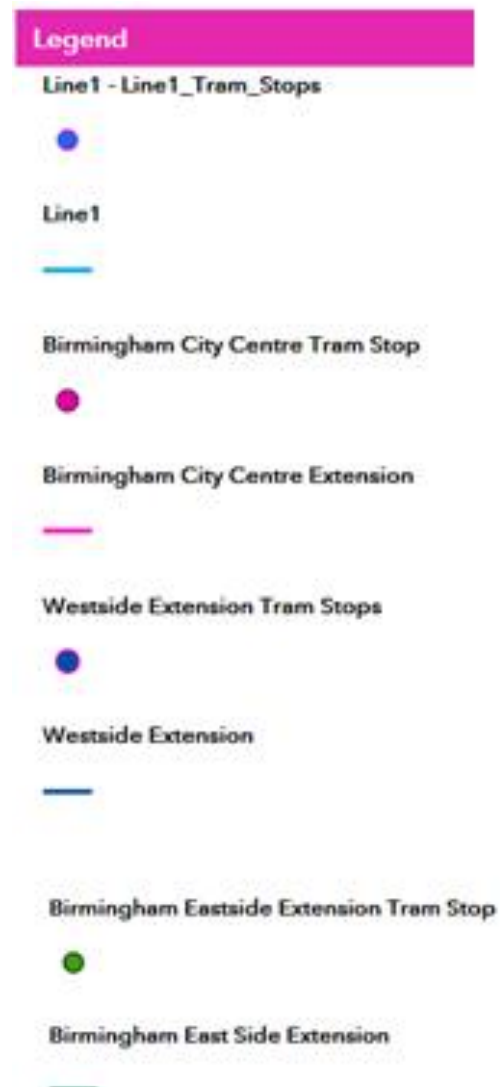 Legend
Line1 - Line1_Tram_Stops
Line1
Birmingham City Centre Tram Stop
Birmingham City Centre Extension
Westside Extension Tram Stops
Westside Extension
Birmingham Eastside Extension Tram Stop
Birmingham East Side Extension